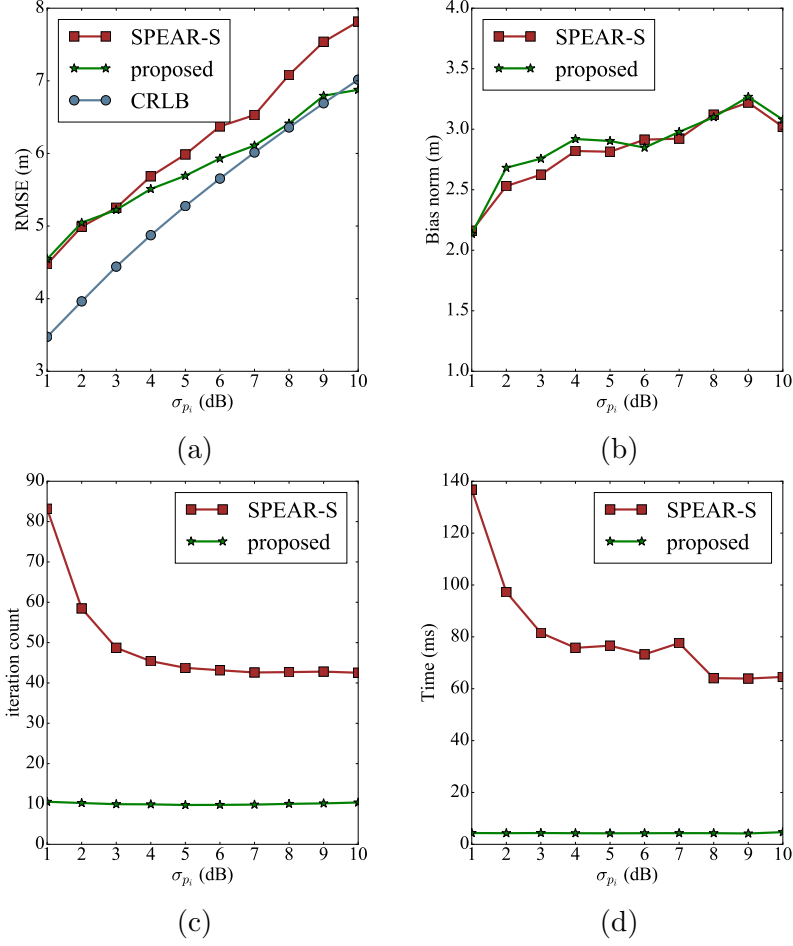 8
7
6
5
4
3
RMSE (m)
SPEAR-S
proposed
CRLB
1 2 3 4 5 6 7 8 9 10
σ_{p_i} (dB)
(a)
4.0
3.5
3.0
2.5
2.0
1.5
1.0
Bias norm (m)
SPEAR-S
proposed
1 2 3 4 5 6 7 8 9 10
σ_{p_i} (dB)
(b)
90
80
70
60
50
40
30
20
10
0
iteration count
SPEAR-S
proposed
1 2 3 4 5 6 7 8 9 10
σ_{p_i} (dB)
(c)
140
120
100
80
60
40
20
0
Time (ms)
SPEAR-S
proposed
1 2 3 4 5 6 7 8 9 10
σ_{p_i} (dB)
(d)